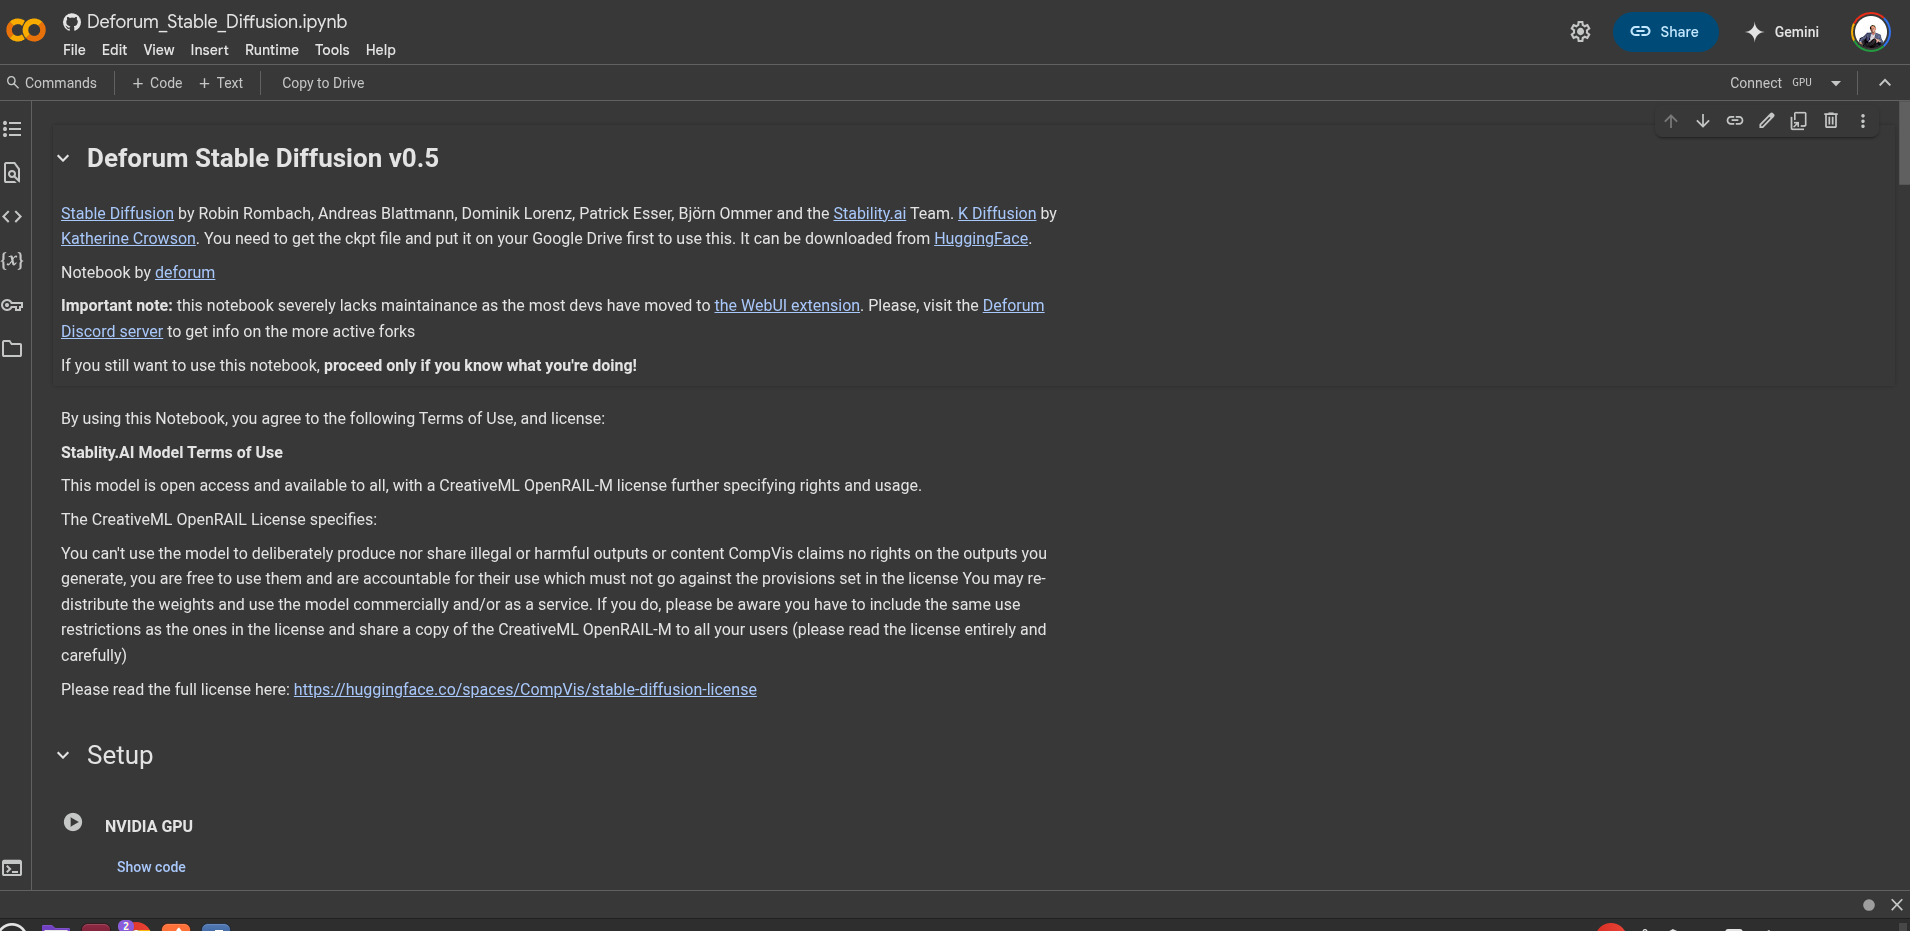 Deforum_Stable_Diffusion.ipynb
File Edit View Insert Runtime Tools Help
Share
Gemini
Commands + Code + Text Copy to Drive
Connect GPU
Deforum Stable Diffusion v0.5
Stable Diffusion by Robin Rombach, Andreas Blattmann, Dominik Lorenz, Patrick Esser, Björn Ommer and the Stability.ai Team. K Diffusion by
Katherine Crowson. You need to get the ckpt file and put it on your Google Drive first to use this. It can be downloaded from HuggingFace.
Notebook by deforum
Important note: this notebook severely lacks maintainance as the most devs have moved to the WebUI extension. Please, visit the Deforum
Discord server to get info on the more active forks
If you still want to use this notebook, proceed only if you know what you're doing!
By using this Notebook, you agree to the following Terms of Use, and license:
Stablity.AI Model Terms of Use
This model is open access and available to all, with a CreativeML OpenRAIL-M license further specifying rights and usage.
The CreativeML OpenRAIL License specifies:
You can't use the model to deliberately produce nor share illegal or harmful outputs or content CompVis claims no rights on the outputs you
generate, you are free to use them and are accountable for their use which must not go against the provisions set in the license You may re-
distribute the weights and use the model commercially and/or as a service. If you do, please be aware you have to include the same use
restrictions as the ones in the license and share a copy of the CreativeML OpenRAIL-M to all your users (please read the license entirely and
carefully)
Please read the full license here: https://huggingface.co/spaces/CompVis/stable-diffusion-license
Setup
NVIDIA GPU
Show code
2